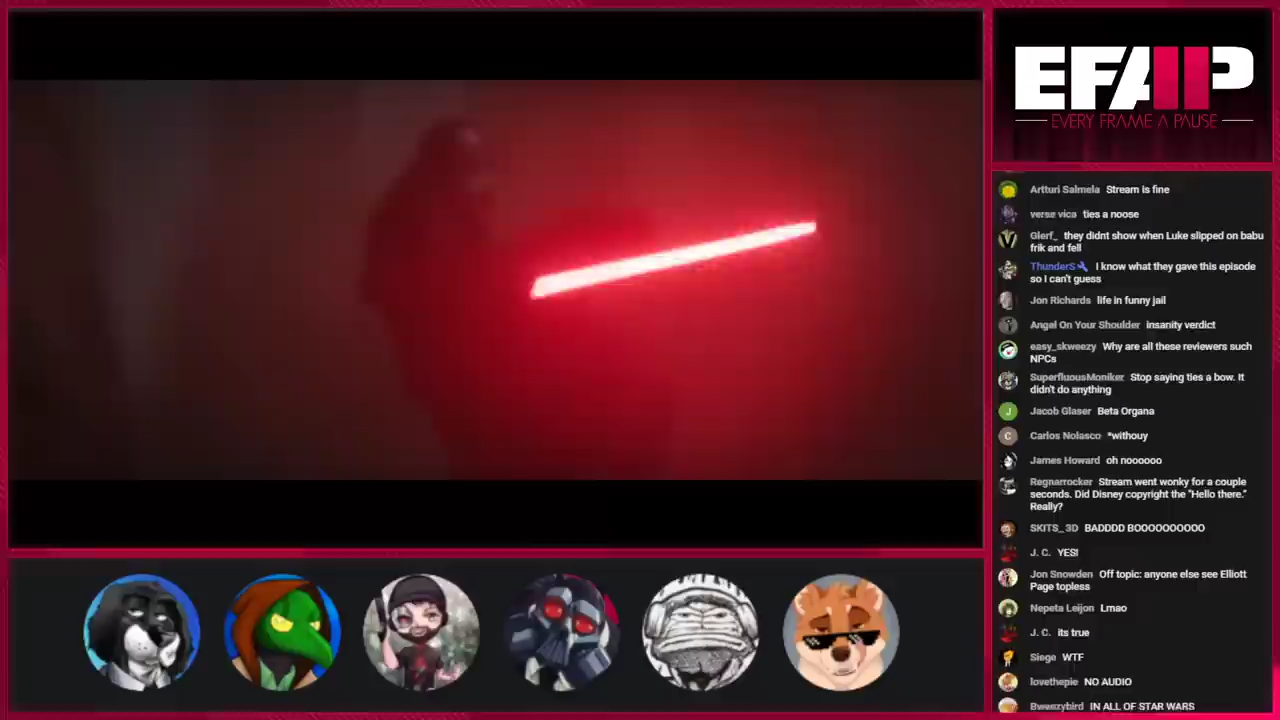 EFAP
EVERY FRAME A PAUSE
Artturi Salmela Stream is fine
verse vica ties a noose
Glerf_ they didnt show when Luke slipped on babu
frik and fell
ThunderS I know what they gave this episode
so I can't guess
Jon Richards life in funny jail
Angel On Your Shoulder insanity verdict
easy_skweezy Why are all these reviewers such
NPCs
SuperfluousMoniker Stop saying ties a bow. It
didn't do anything
J
Jacob Glaser Beta Organa
C
Carlos Nolasco *withouy
James Howard oh noooooo
Regnarrocker Stream went wonky for a couple
seconds. Did Disney copyright the "Hello there."
Really?
SKITS_3D BADDDD BOOOOOOOOOO
J. C. YES!
Jon Snowden Off topic: anyone else see Elliott
Page topless
Nepeta Leijon Lmao
J. C. its true
Siege WTF
lovethepie NO AUDIO
Bweezybird IN ALL OF STAR WARS